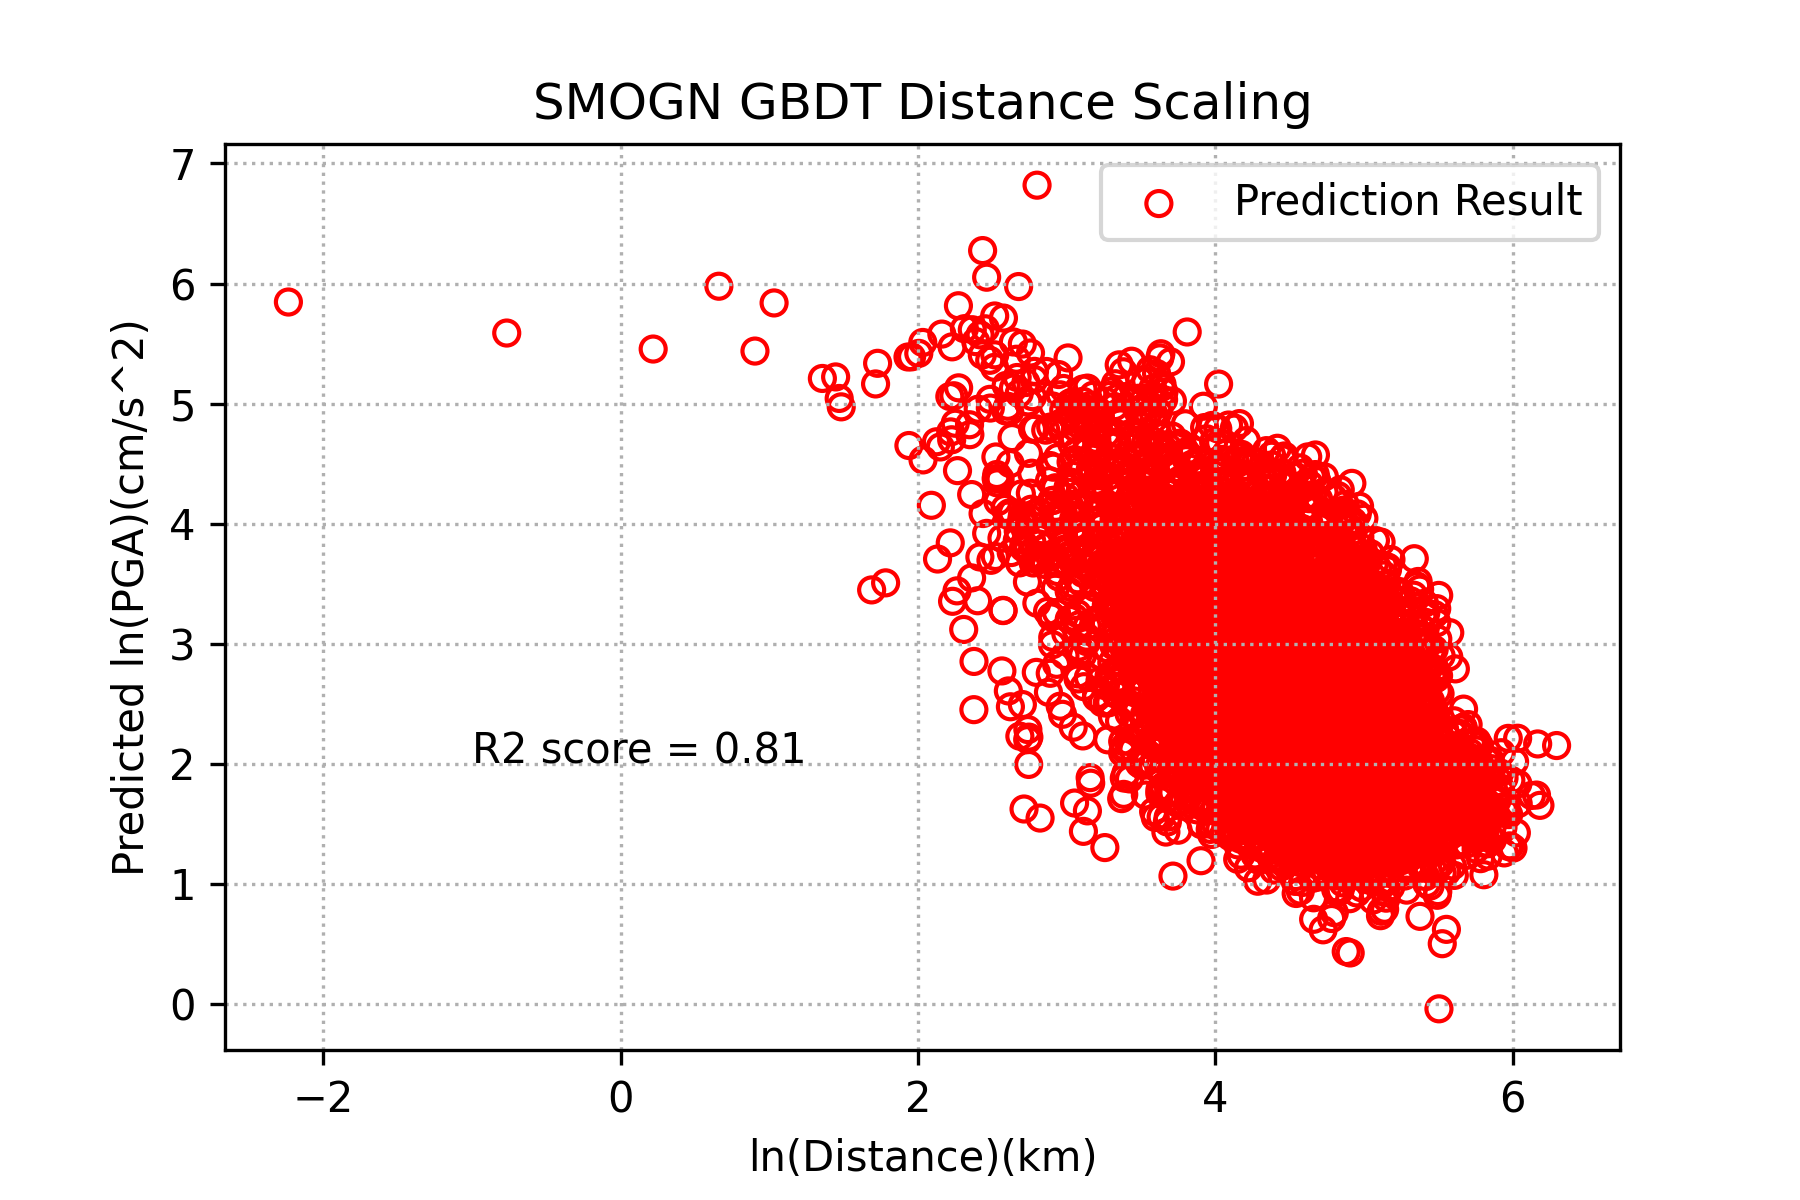 SMOGN GBDT Distance Scaling
Prediction Result
7
6
5
4
3
2
1
0
Predicted ln(PGA)(cm/s^2)
R2 score = 0.81
−2 0 2 4 6
ln(Distance)(km)